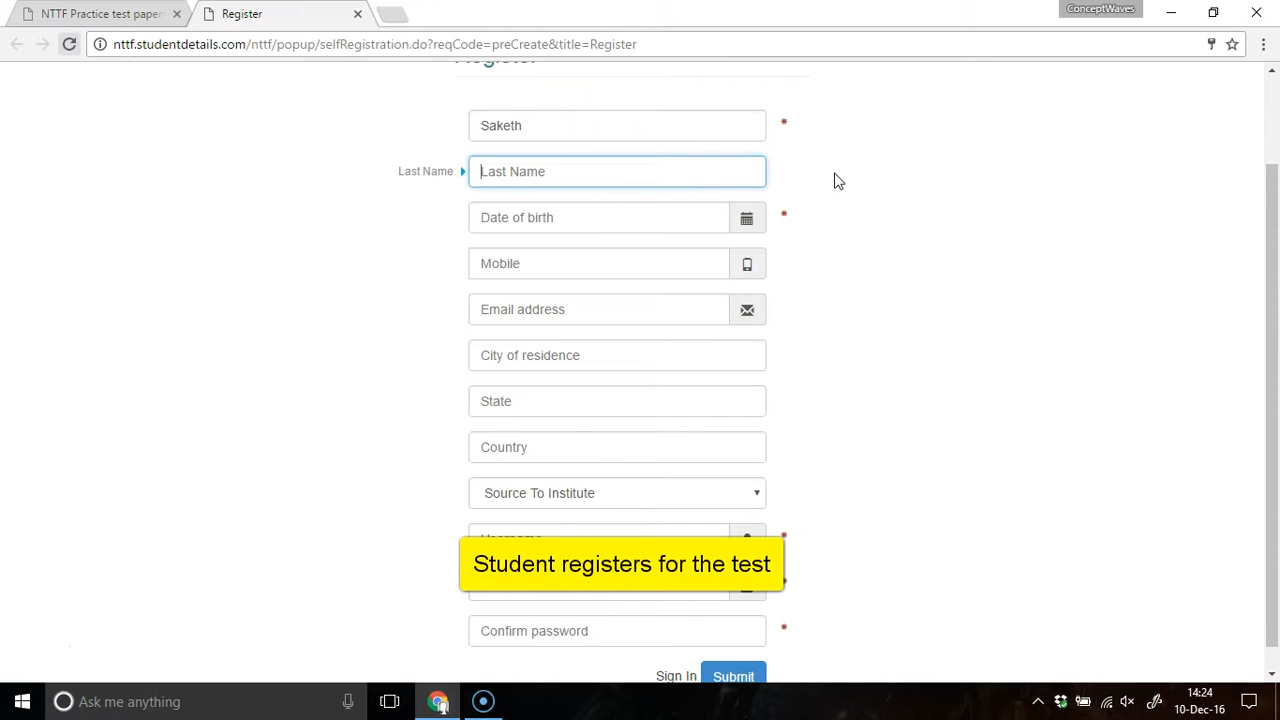 ConceptWaves
NTTF Practice test paper
Register
nttf.studentdetails.com/nttf/popup/selfRegistration.do?reqCode=preCreate&title=Register
Register
Saketh
*
Last Name
Last Name
Date of birth
*
Mobile
Email address
City of residence
State
Country
Source To Institute
Username
*
Student registers for the test
*
Confirm password
*
Sign In
Submit
Ask me anything
14:24
10-Dec-16